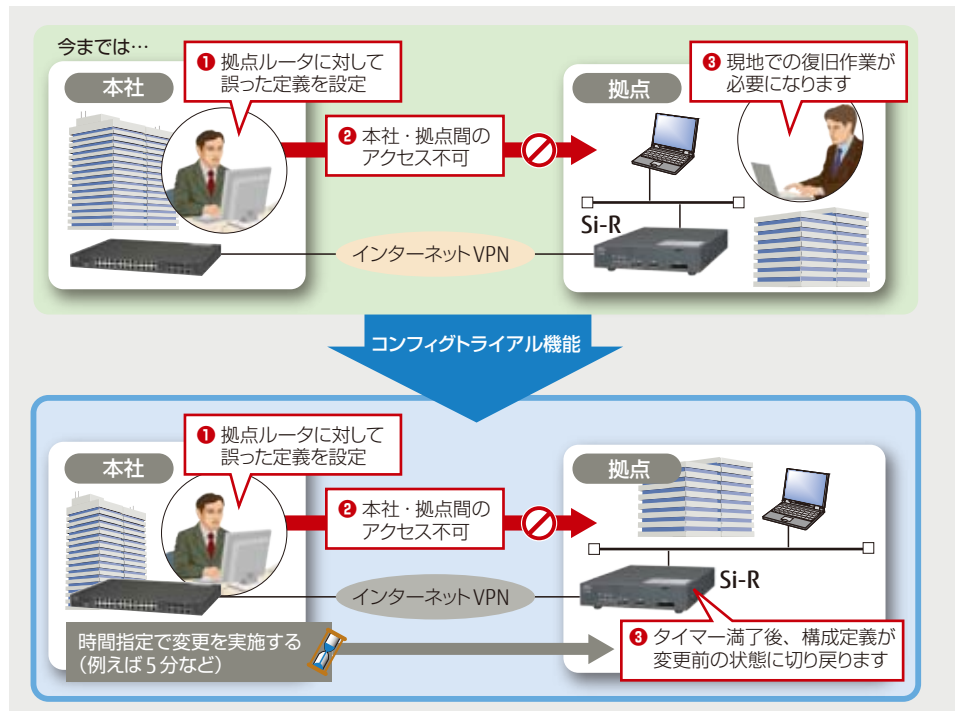 今までは…
本社
❶ 拠点ルータに対して
誤った定義を設定
❷ 本社・拠点間の
アクセス不可
拠点
❸ 現地での復旧作業が
必要になります
Si-R
インターネット VPN
コンフィグトライアル機能
本社
❶ 拠点ルータに対して
誤った定義を設定
❷ 本社・拠点間の
アクセス不可
拠点
Si-R
インターネット VPN
時間指定で変更を実施する
（例えば 5 分など）
❸ タイマー満了後、構成定義が
変更前の状態に切り戻ります